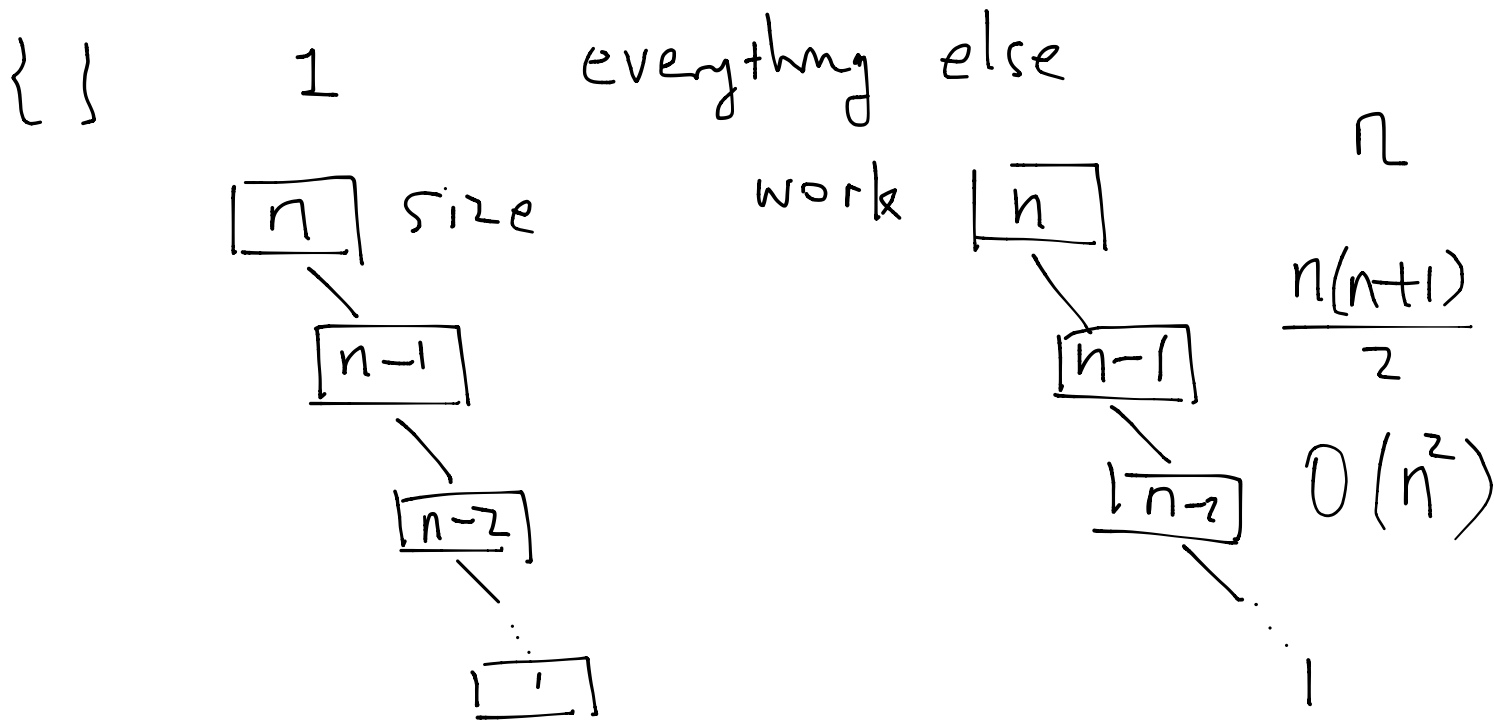 { } 1 everything else
n
n size work n
n(n+1)
2
n-1 n-1
O(n²)
n-2 n-2
1 1